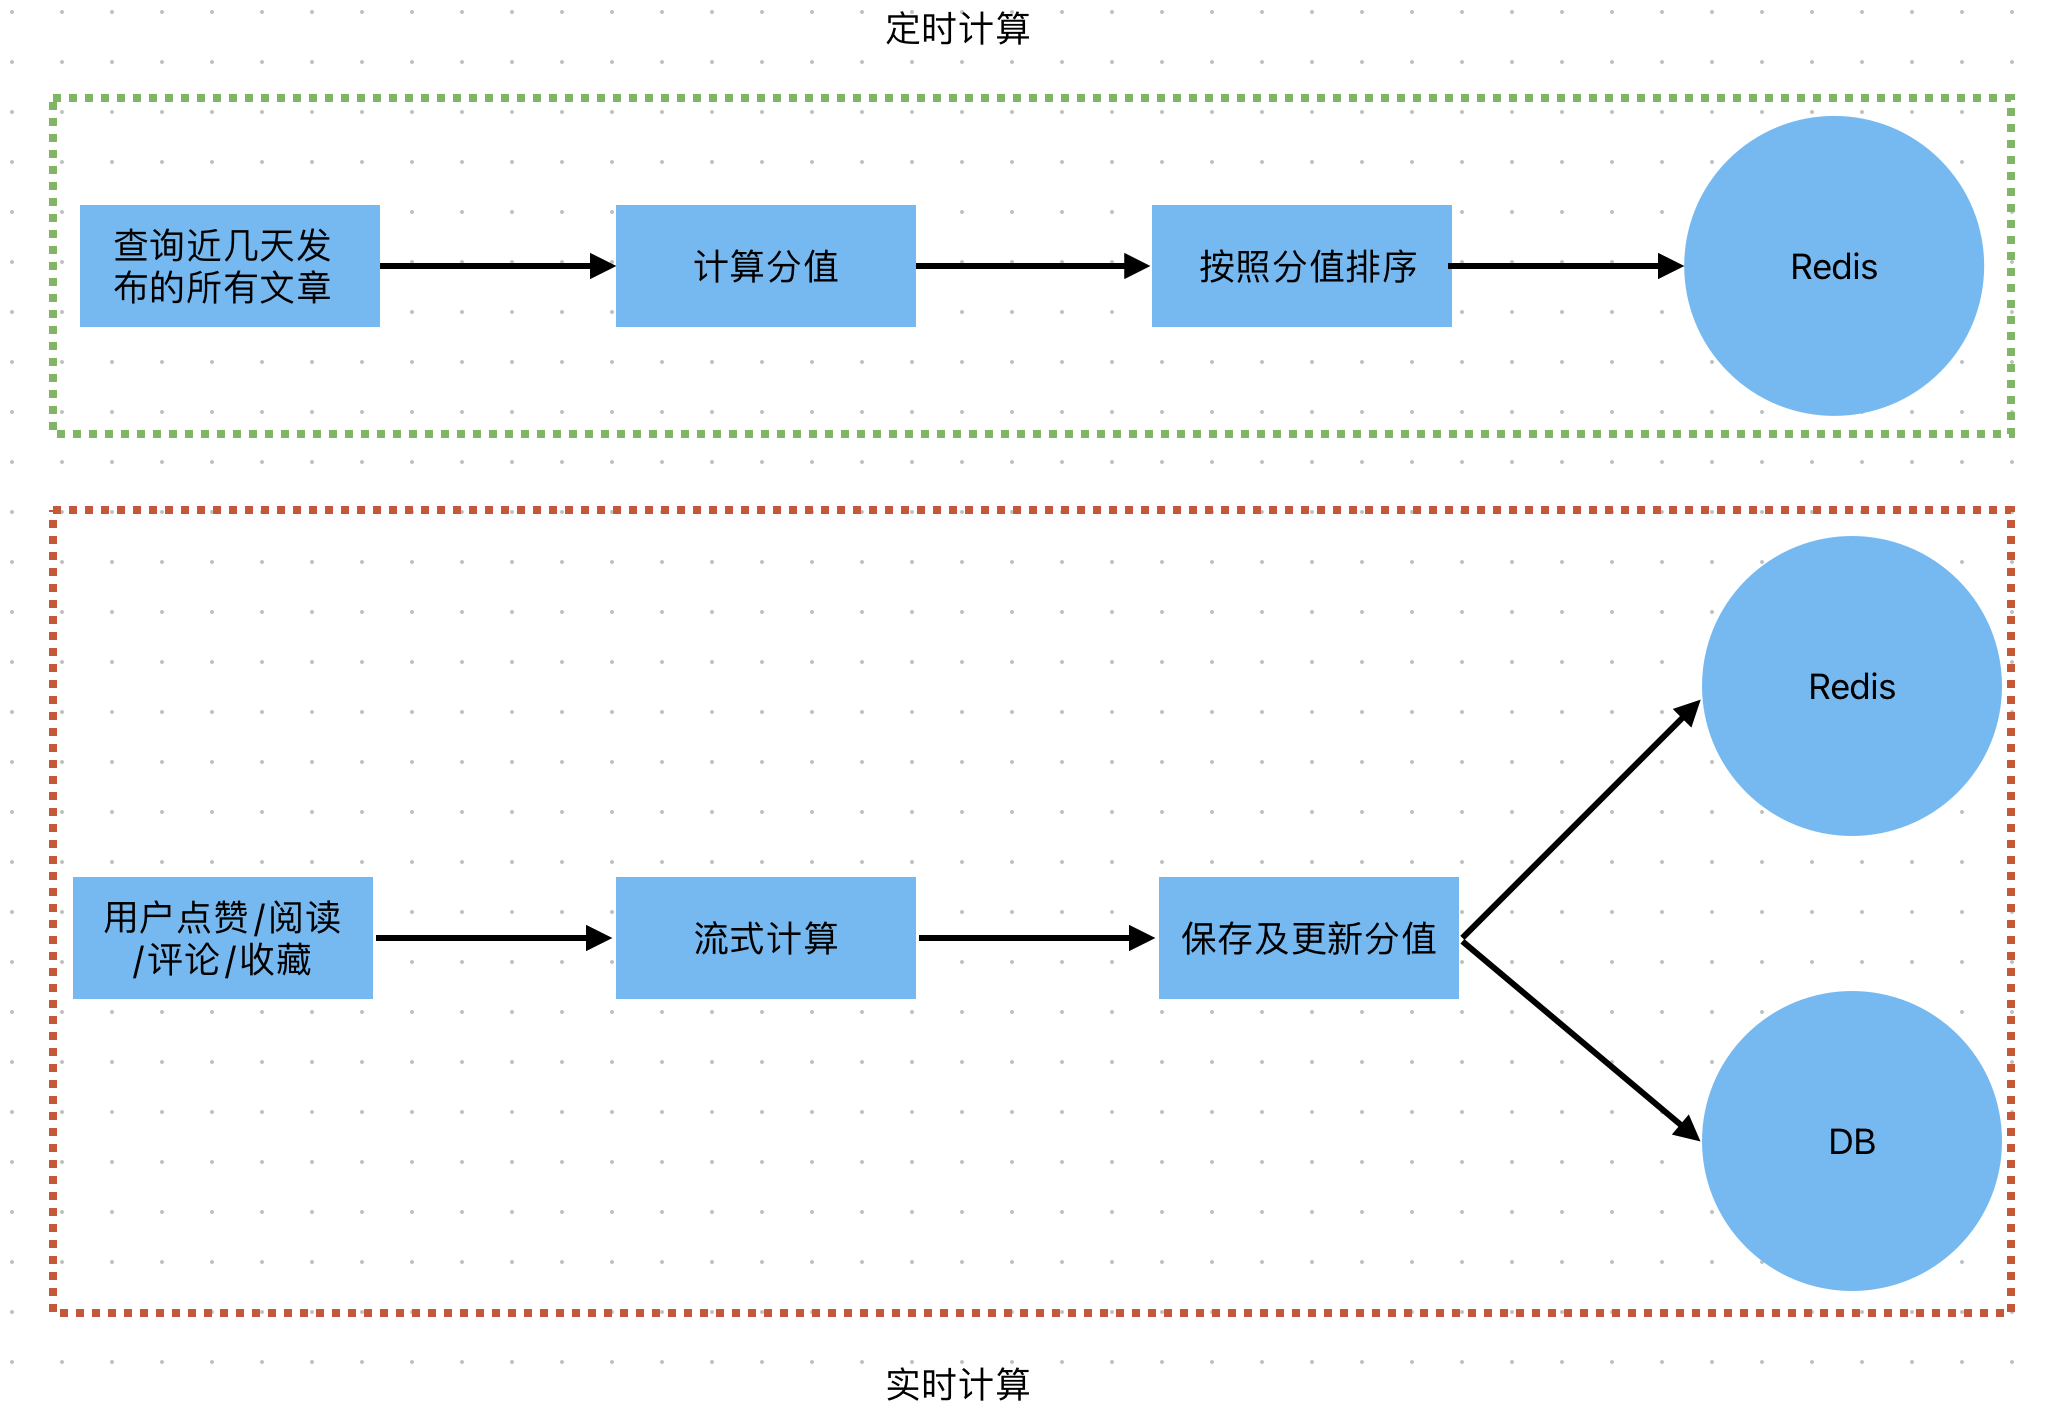 定时计算
查询近几天发
布的所有文章
计算分值
按照分值排序
Redis
Redis
用户点赞/阅读
/评论/收藏
流式计算
保存及更新分值
DB
实时计算